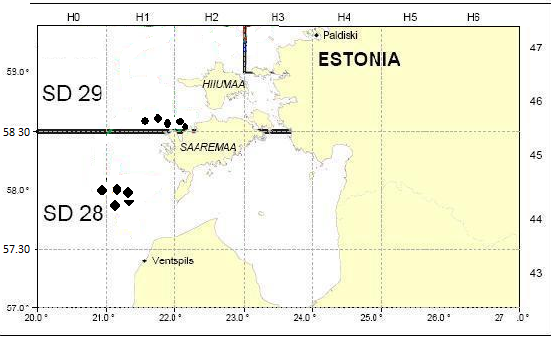 H0 H1 H2 H3 H4 H5 H6
Paldiski
47
ESTONIA
59.0°
HIIUMAA
SD 29
46
58.30
SAAREMAA
45
58.0°
SD 28
44
57.30
Ventspils
43
57.0°
20.0 ° 21.0 ° 22.0 ° 23.0 ° 24.0 ° 25.0 ° 26.0° 27 .0 °